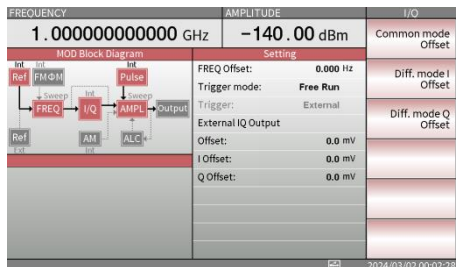 FREQUENCY
AMPLITUDE
I/Q
1.000000000000 GHz
-140.00 dBm
Common mode
Offset
MOD Block Diagram
Int
Int
Int
Ref
FMΦM
Pulse
Sweep
Int
Sweep
FREQ
I/Q
AMPL
Output
Ref
AM
ALC
Ext
Int
Setting
FREQ Offset: 0.000 Hz
Trigger mode: Free Run
Trigger: External
External IQ Output
Offset: 0.0 mV
I Offset: 0.0 mV
Q Offset: 0.0 mV
Diff. mode I
Offset
Diff. mode Q
Offset
2024/03/02 00:02:28